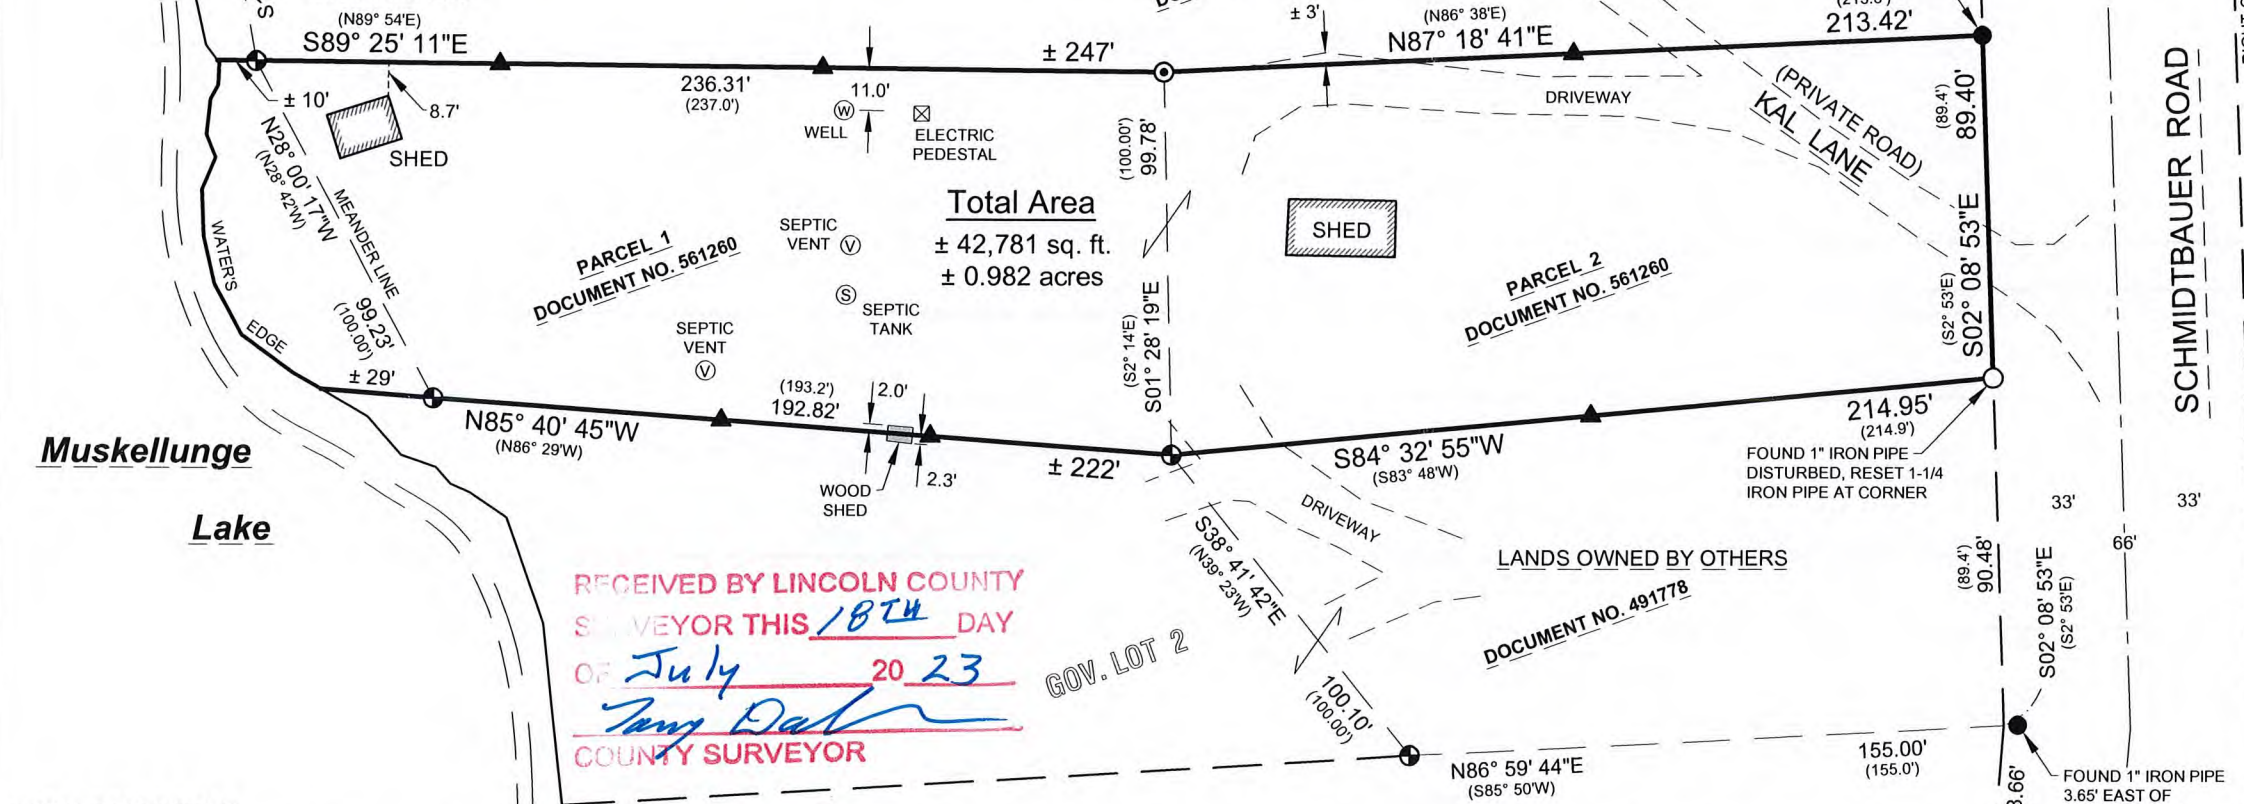 (N89° 54'E)
S89° 25' 11"E
± 247'
± 3'
(N86° 38'E)
N87° 18' 41"E
213.42'
± 10'
8.7'
236.31'
(237.0')
11.0'
WELL
W
ELECTRIC
PEDESTAL
DRIVEWAY
(PRIVATE ROAD)
KAL LANE
(89.4')
89.40'
SCHMIDTBAUER ROAD
N28° 00' 17"W
(N28° 42'W)
SHED
MEANDER LINE
99.23'
(100.00')
WATER'S
EDGE
(100.00')
99.78'
Total Area
± 42,781 sq. ft.
± 0.982 acres
SEPTIC
VENT
V
S
SEPTIC
TANK
SEPTIC
VENT
V
PARCEL 1
DOCUMENT NO. 561260
SHED
(S2° 14'E)
S01° 28' 19"E
PARCEL 2
DOCUMENT NO. 561260
(S2° 53'E)
S02° 08' 53"E
± 29'
N85° 40' 45"W
(N86° 29'W)
(193.2')
192.82'
2.0'
2.3'
WOOD
SHED
± 222'
S84° 32' 55"W
(S83° 48'W)
214.95'
(214.9')
FOUND 1" IRON PIPE
DISTURBED, RESET 1-1/4
IRON PIPE AT CORNER
33'
33'
66'
Muskellunge
Lake
DRIVEWAY
S38° 41' 42"E
(N39° 23'W)
100.10'
(100.00')
LANDS OWNED BY OTHERS
DOCUMENT NO. 491778
(89.4')
90.48'
S02° 08' 53"E
(S2° 53'E)
GOV. LOT 2
RECEIVED BY LINCOLN COUNTY
SURVEYOR THIS 18TH DAY
OF July 20 23
COUNTY SURVEYOR
N86° 59' 44"E
(S85° 50'W)
155.00'
(155.0')
FOUND 1" IRON PIPE
3.65' EAST OF